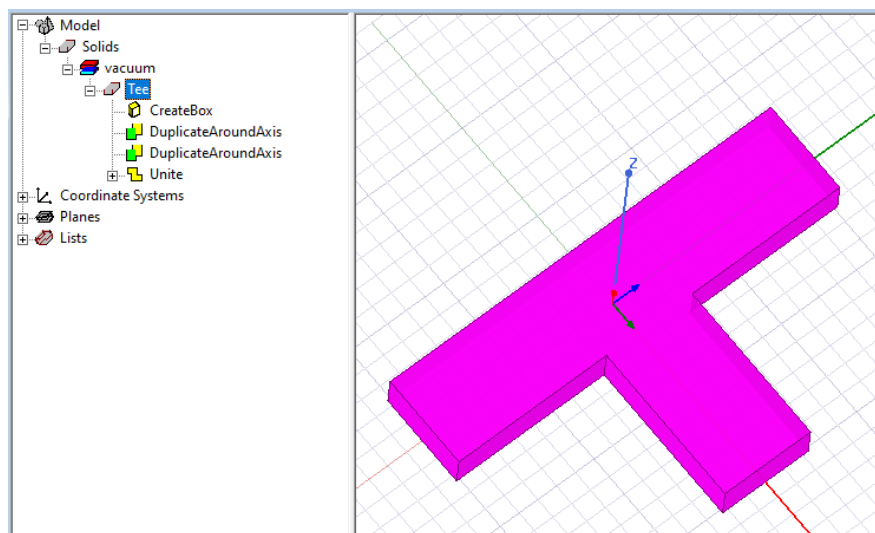 Model
Solids
vacuum
Tee
CreateBox
DuplicateAroundAxis
DuplicateAroundAxis
Unite
Coordinate Systems
Planes
Lists
Z